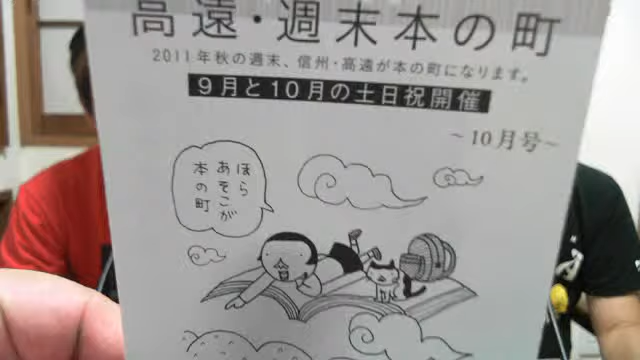 高遠・週末本の町
2011年秋の週末、信州・高遠が本の町になります。
9月と10月の土日祝開催
~10月号~
ほら
あそこが
本の町